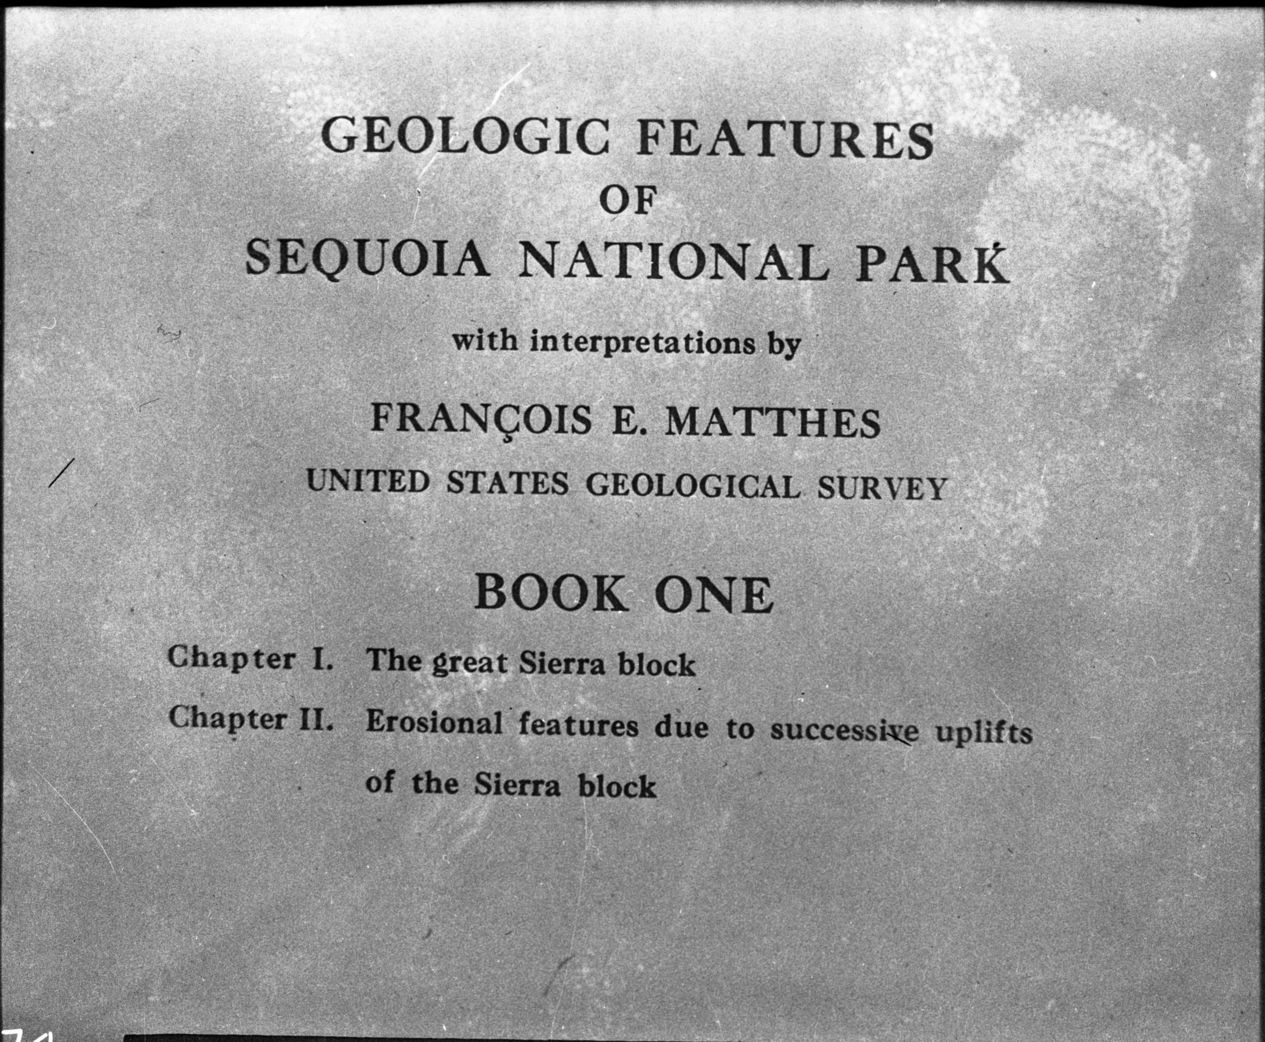 GEOLOGIC FEATURES
OF
SEQUOIA NATIONAL PARK
with interpretations by
FRANÇOIS E. MATTHES
UNITED STATES GEOLOGICAL SURVEY
BOOK ONE
Chapter I. The great Sierra block
Chapter II. Erosional features due to successive uplifts
of the Sierra block